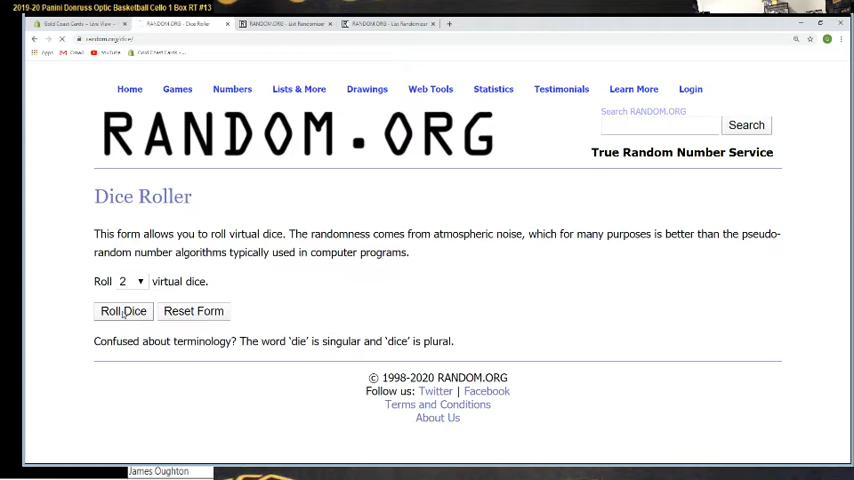 2019-20 Panini Donruss Optic Basketball Cello 1 Box RT #13
Gold Coast Cards – Live View –
RANDOM.ORG - Dice Roller
RANDOM.ORG - List Randomizer
RANDOM.ORG - List Randomizer
random.org/dice/
Apps Gmail YouTube Gold Coast Cards -...
Home Games Numbers Lists & More Drawings Web Tools Statistics Testimonials Learn More Login
Search RANDOM.ORG
RANDOM.ORG
Search
True Random Number Service
Dice Roller
This form allows you to roll virtual dice. The randomness comes from atmospheric noise, which for many purposes is better than the pseudo-
random number algorithms typically used in computer programs.
Roll 2 virtual dice.
Roll Dice Reset Form
Confused about terminology? The word ‘die’ is singular and ‘dice’ is plural.
© 1998-2020 RANDOM.ORG
Follow us: Twitter | Facebook
Terms and Conditions
About Us
James Oughton